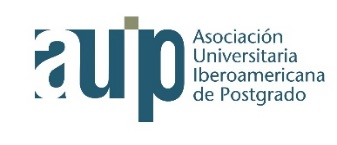 auip
Asociación
Universitaria
Iberoamericana
de Postgrado